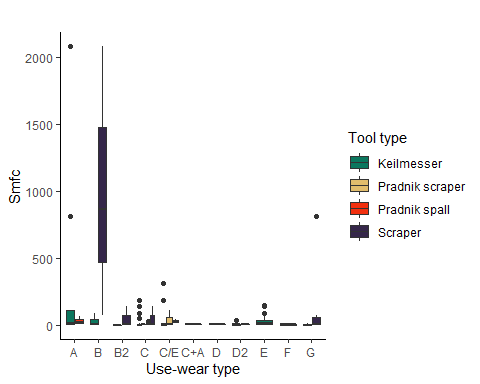 Smfc
2000
1500
1000
500
0
A B B2 C C/E C+A D D2 E F G
Use-wear type
Tool type
Keilmesser
Pradnik scraper
Pradnik spall
Scraper